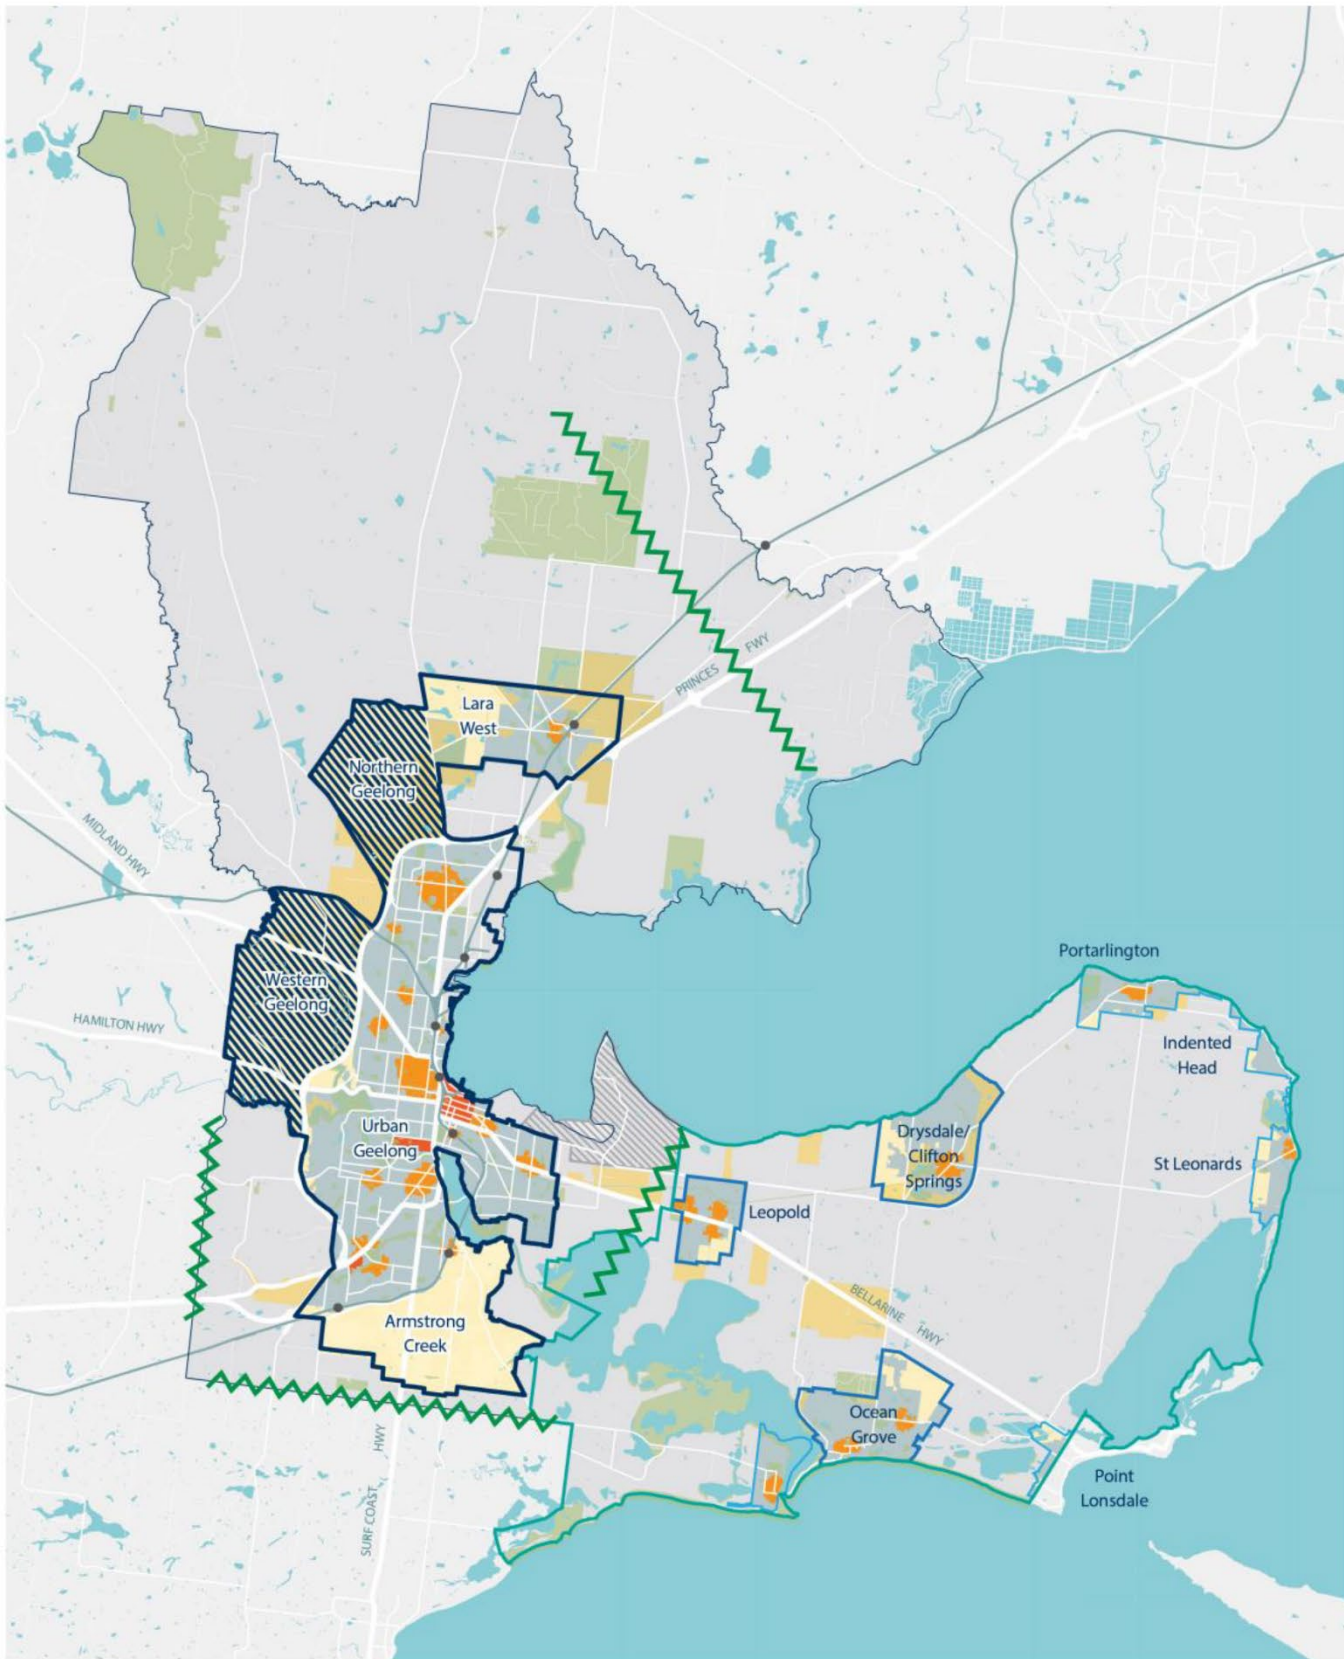 PRINCES FWY
Lara
West
Northern
Geelong
MIDLAND HWY
Western
Geelong
HAMILTON HWY
Portarlington
Indented
Head
Urban
Geelong
Drysdale/
Clifton
Springs
St Leonards
Leopold
BELLARINE HWY
Armstrong
Creek
Ocean
Grove
SURF COAST HWY
Point
Lonsdale